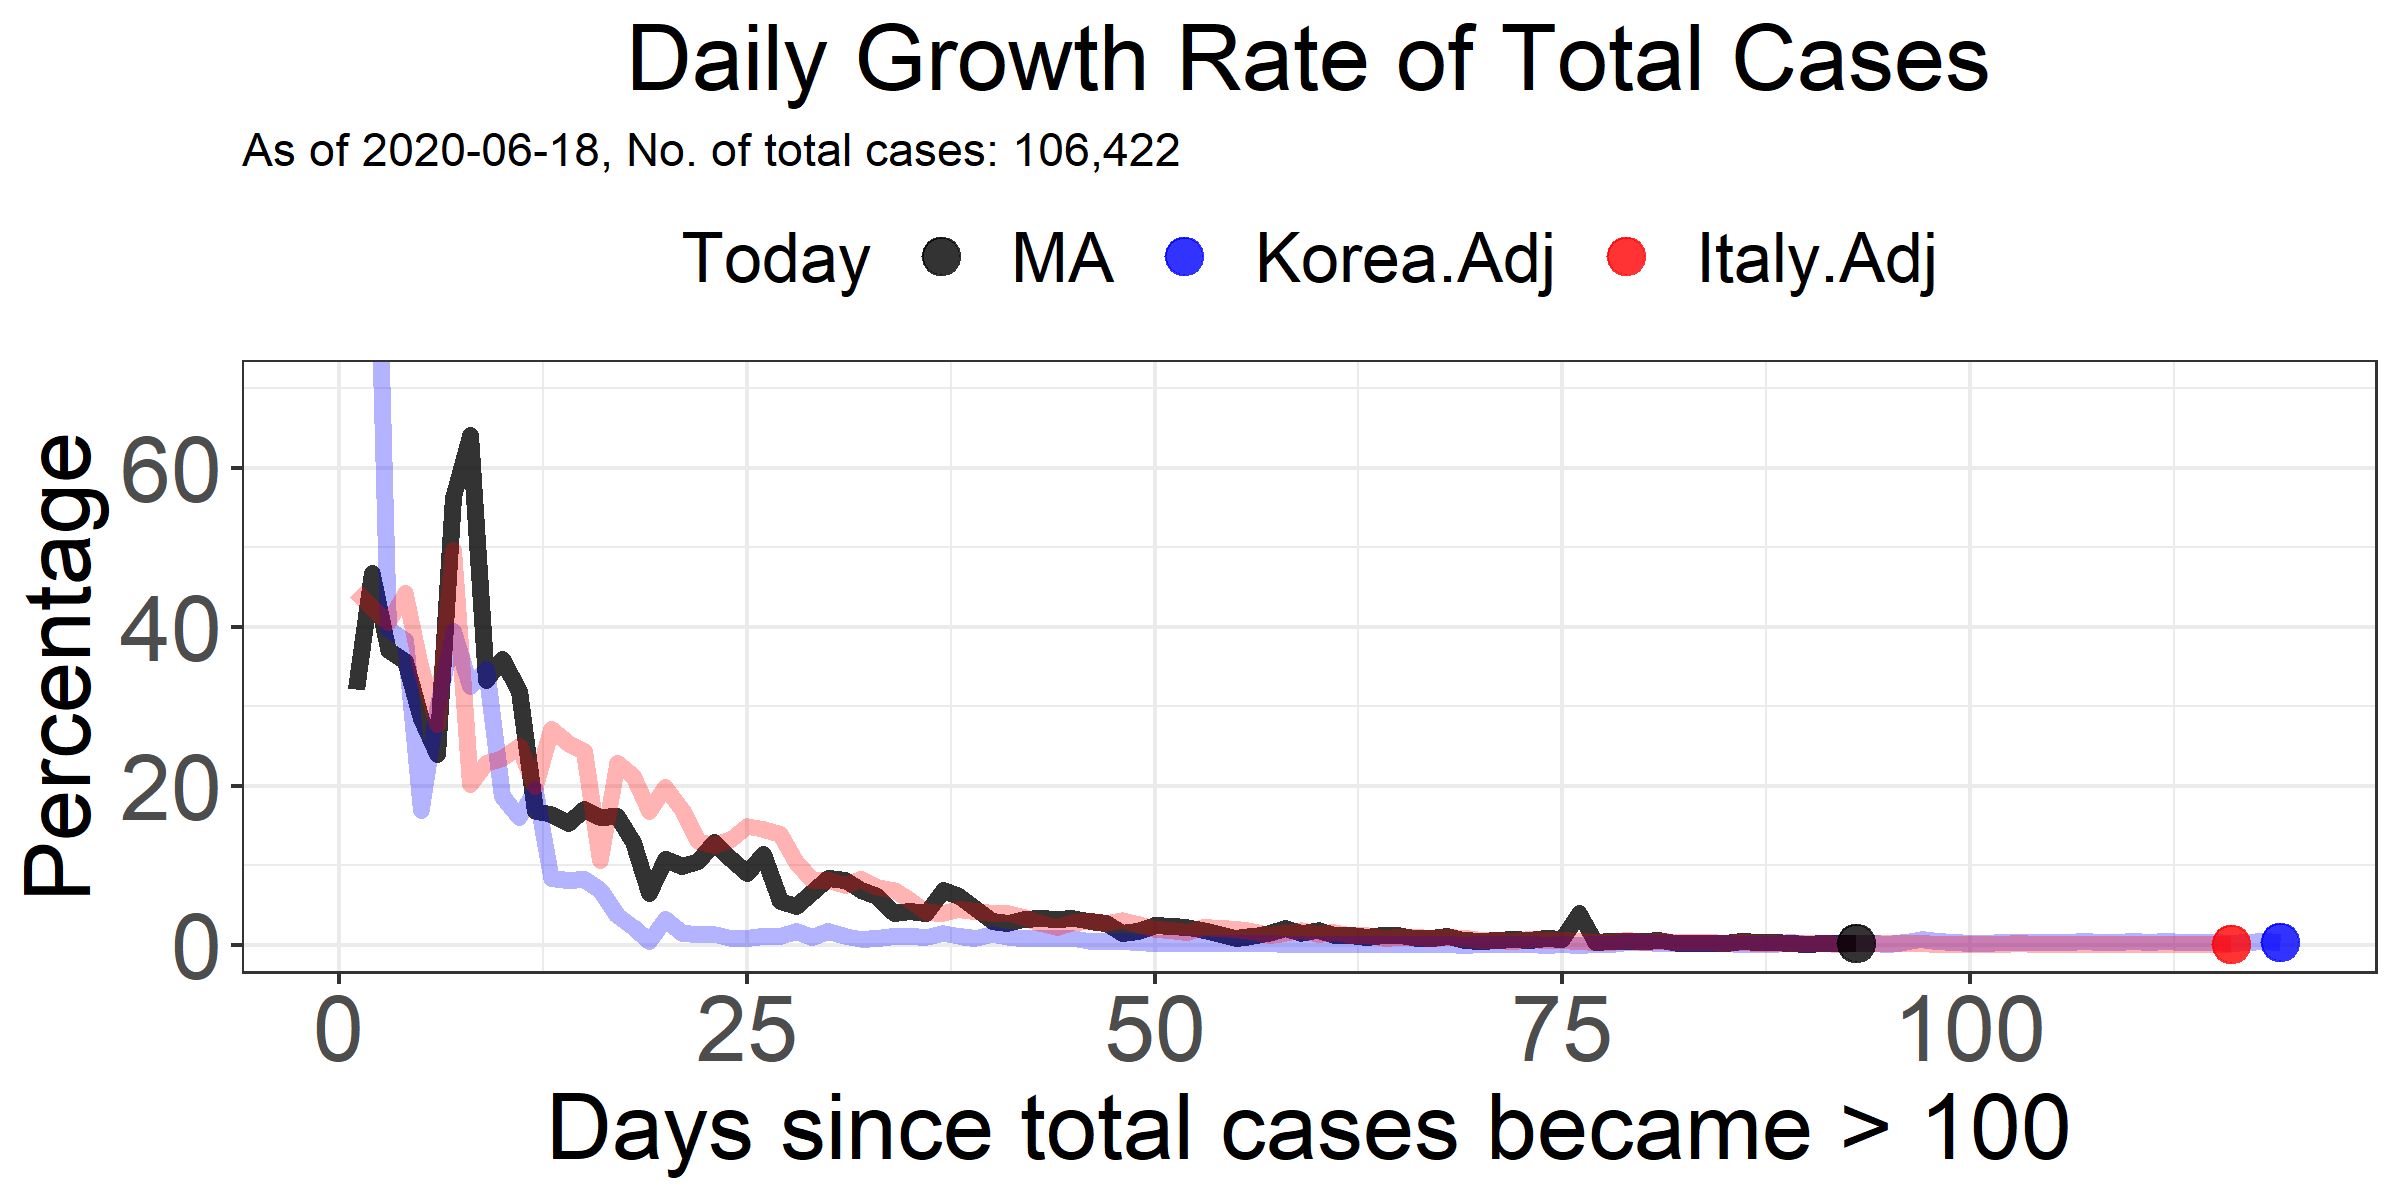 Daily Growth Rate of Total Cases
As of 2020-06-18, No. of total cases: 106,422
Today MA Korea.Adj Italy.Adj
Percentage
60
40
20
0
0 25 50 75 100
Days since total cases became > 100